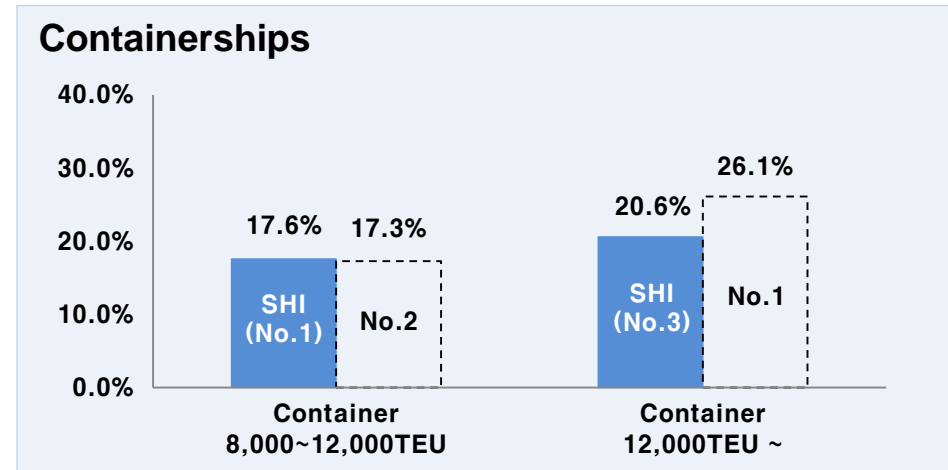 Containerships
40.0%
30.0%
20.0%
10.0%
0.0%
17.6% 17.3%
20.6%
26.1%
SHI
(No.1)
No.2
SHI
(No.3)
No.1
Container
8,000~12,000TEU
Container
12,000TEU ~